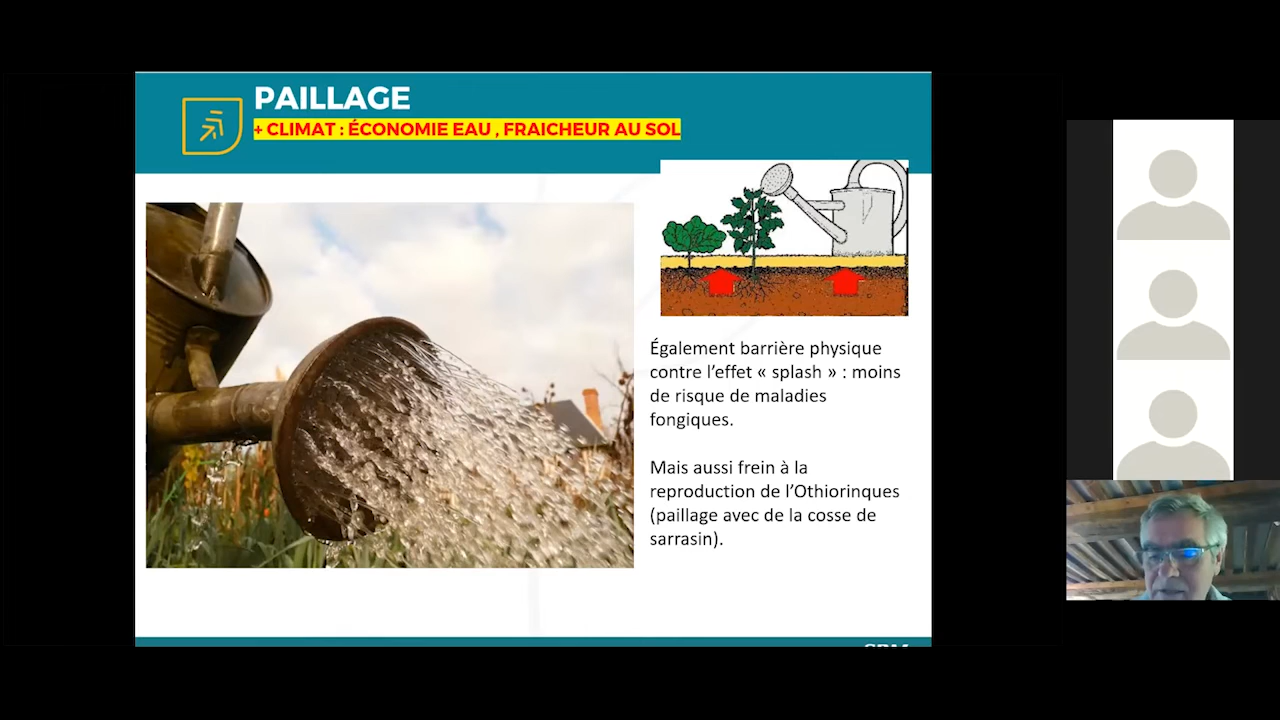 PAILLAGE
+ CLIMAT : ÉCONOMIE EAU , FRAICHEUR AU SOL
Également barrière physique
contre l’effet « splash » : moins
de risque de maladies
fongiques.
Mais aussi frein à la
reproduction de l’Othiorinques
(paillage avec de la cosse de
sarrasin).